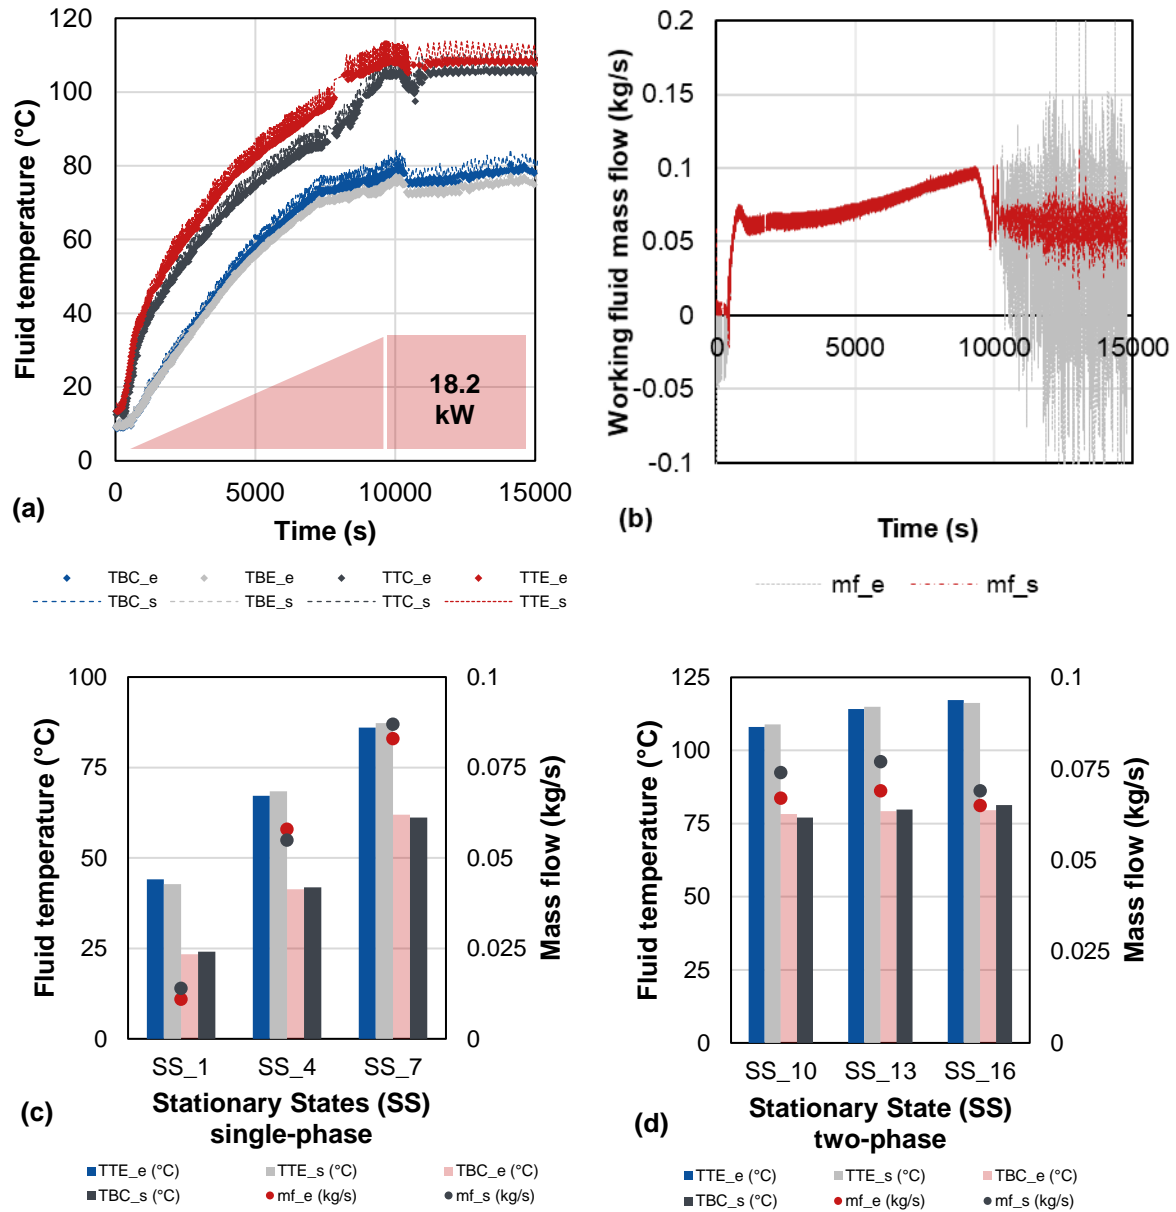 120
100
80
60
40
20
0
Fluid temperature (°C)
18.2
kW
0
5000
10000
15000
(a)
Time (s)
TBC_e
TBE_e
TTC_e
TTE_e
TBC_s
TBE_s
TTC_s
TTE_s
0.2
0.15
0.1
0.05
0
-0.05
-0.1
Working fluid mass flow (kg/s)
0
5000
10000
15000
(b)
Time (s)
mf_e
mf_s
100
75
50
25
0
Fluid temperature (°C)
0.1
0.075
0.05
0.025
0
Mass flow (kg/s)
SS_1
SS_4
SS_7
(c)
Stationary States (SS)
single-phase
TTE_e (°C)
TTE_s (°C)
TBC_e (°C)
TBC_s (°C)
mf_e (kg/s)
mf_s (kg/s)
125
100
75
50
25
0
Fluid temperature (°C)
0.1
0.075
0.05
0.025
0
Mass flow (kg/s)
SS_10
SS_13
SS_16
(d)
Stationary State (SS)
two-phase
TTE_e (°C)
TTE_s (°C)
TBC_e (°C)
TBC_s (°C)
mf_e (kg/s)
mf_s (kg/s)